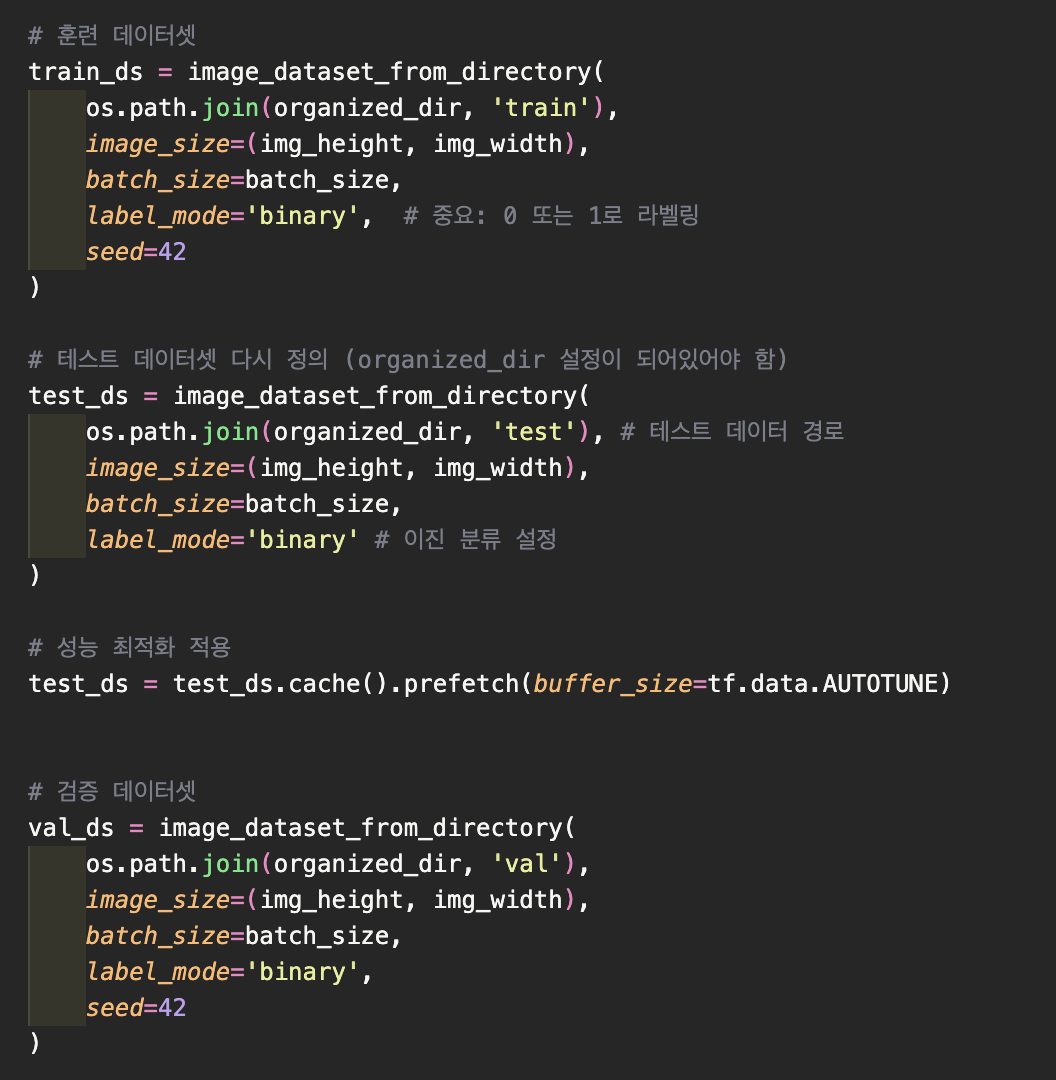 # 훈련 데이터셋
train_ds = image_dataset_from_directory(
    os.path.join(organized_dir, 'train'),
    image_size=(img_height, img_width),
    batch_size=batch_size,
    label_mode='binary',  # 중요: 0 또는 1로 라벨링
    seed=42
)

# 테스트 데이터셋 다시 정의 (organized_dir 설정이 되어있어야 함)
test_ds = image_dataset_from_directory(
    os.path.join(organized_dir, 'test'), # 테스트 데이터 경로
    image_size=(img_height, img_width),
    batch_size=batch_size,
    label_mode='binary' # 이진 분류 설정
)

# 성능 최적화 적용
test_ds = test_ds.cache().prefetch(buffer_size=tf.data.AUTOTUNE)


# 검증 데이터셋
val_ds = image_dataset_from_directory(
    os.path.join(organized_dir, 'val'),
    image_size=(img_height, img_width),
    batch_size=batch_size,
    label_mode='binary',
    seed=42
)